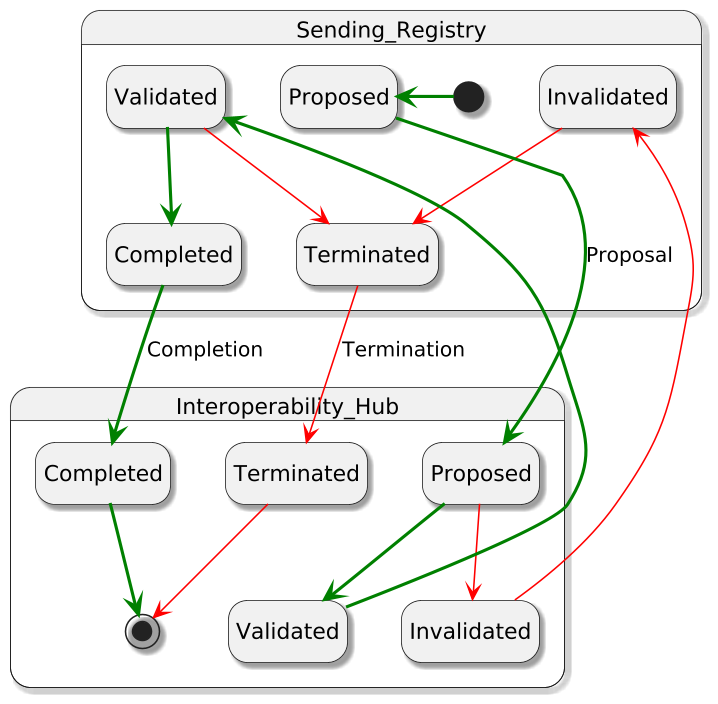 Sending_Registry
Validated
Proposed
Invalidated
Completed
Terminated
Proposal
Completion
Termination
Interoperability_Hub
Completed
Terminated
Proposed
Validated
Invalidated